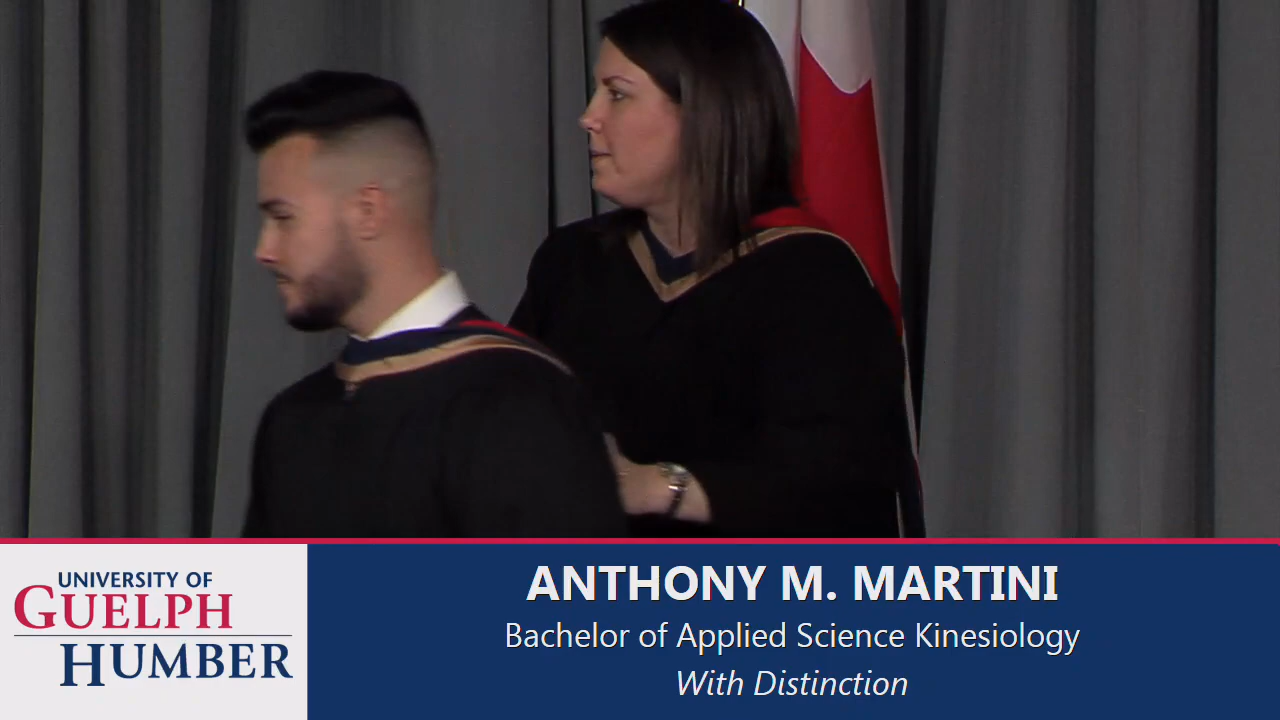 UNIVERSITY OF
GUELPH
HUMBER
ANTHONY M. MARTINI
Bachelor of Applied Science Kinesiology
With Distinction